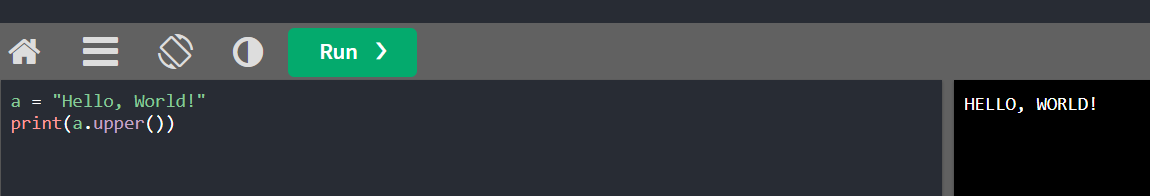 Run ❯
a = "Hello, World!"
print(a.upper())
HELLO, WORLD!